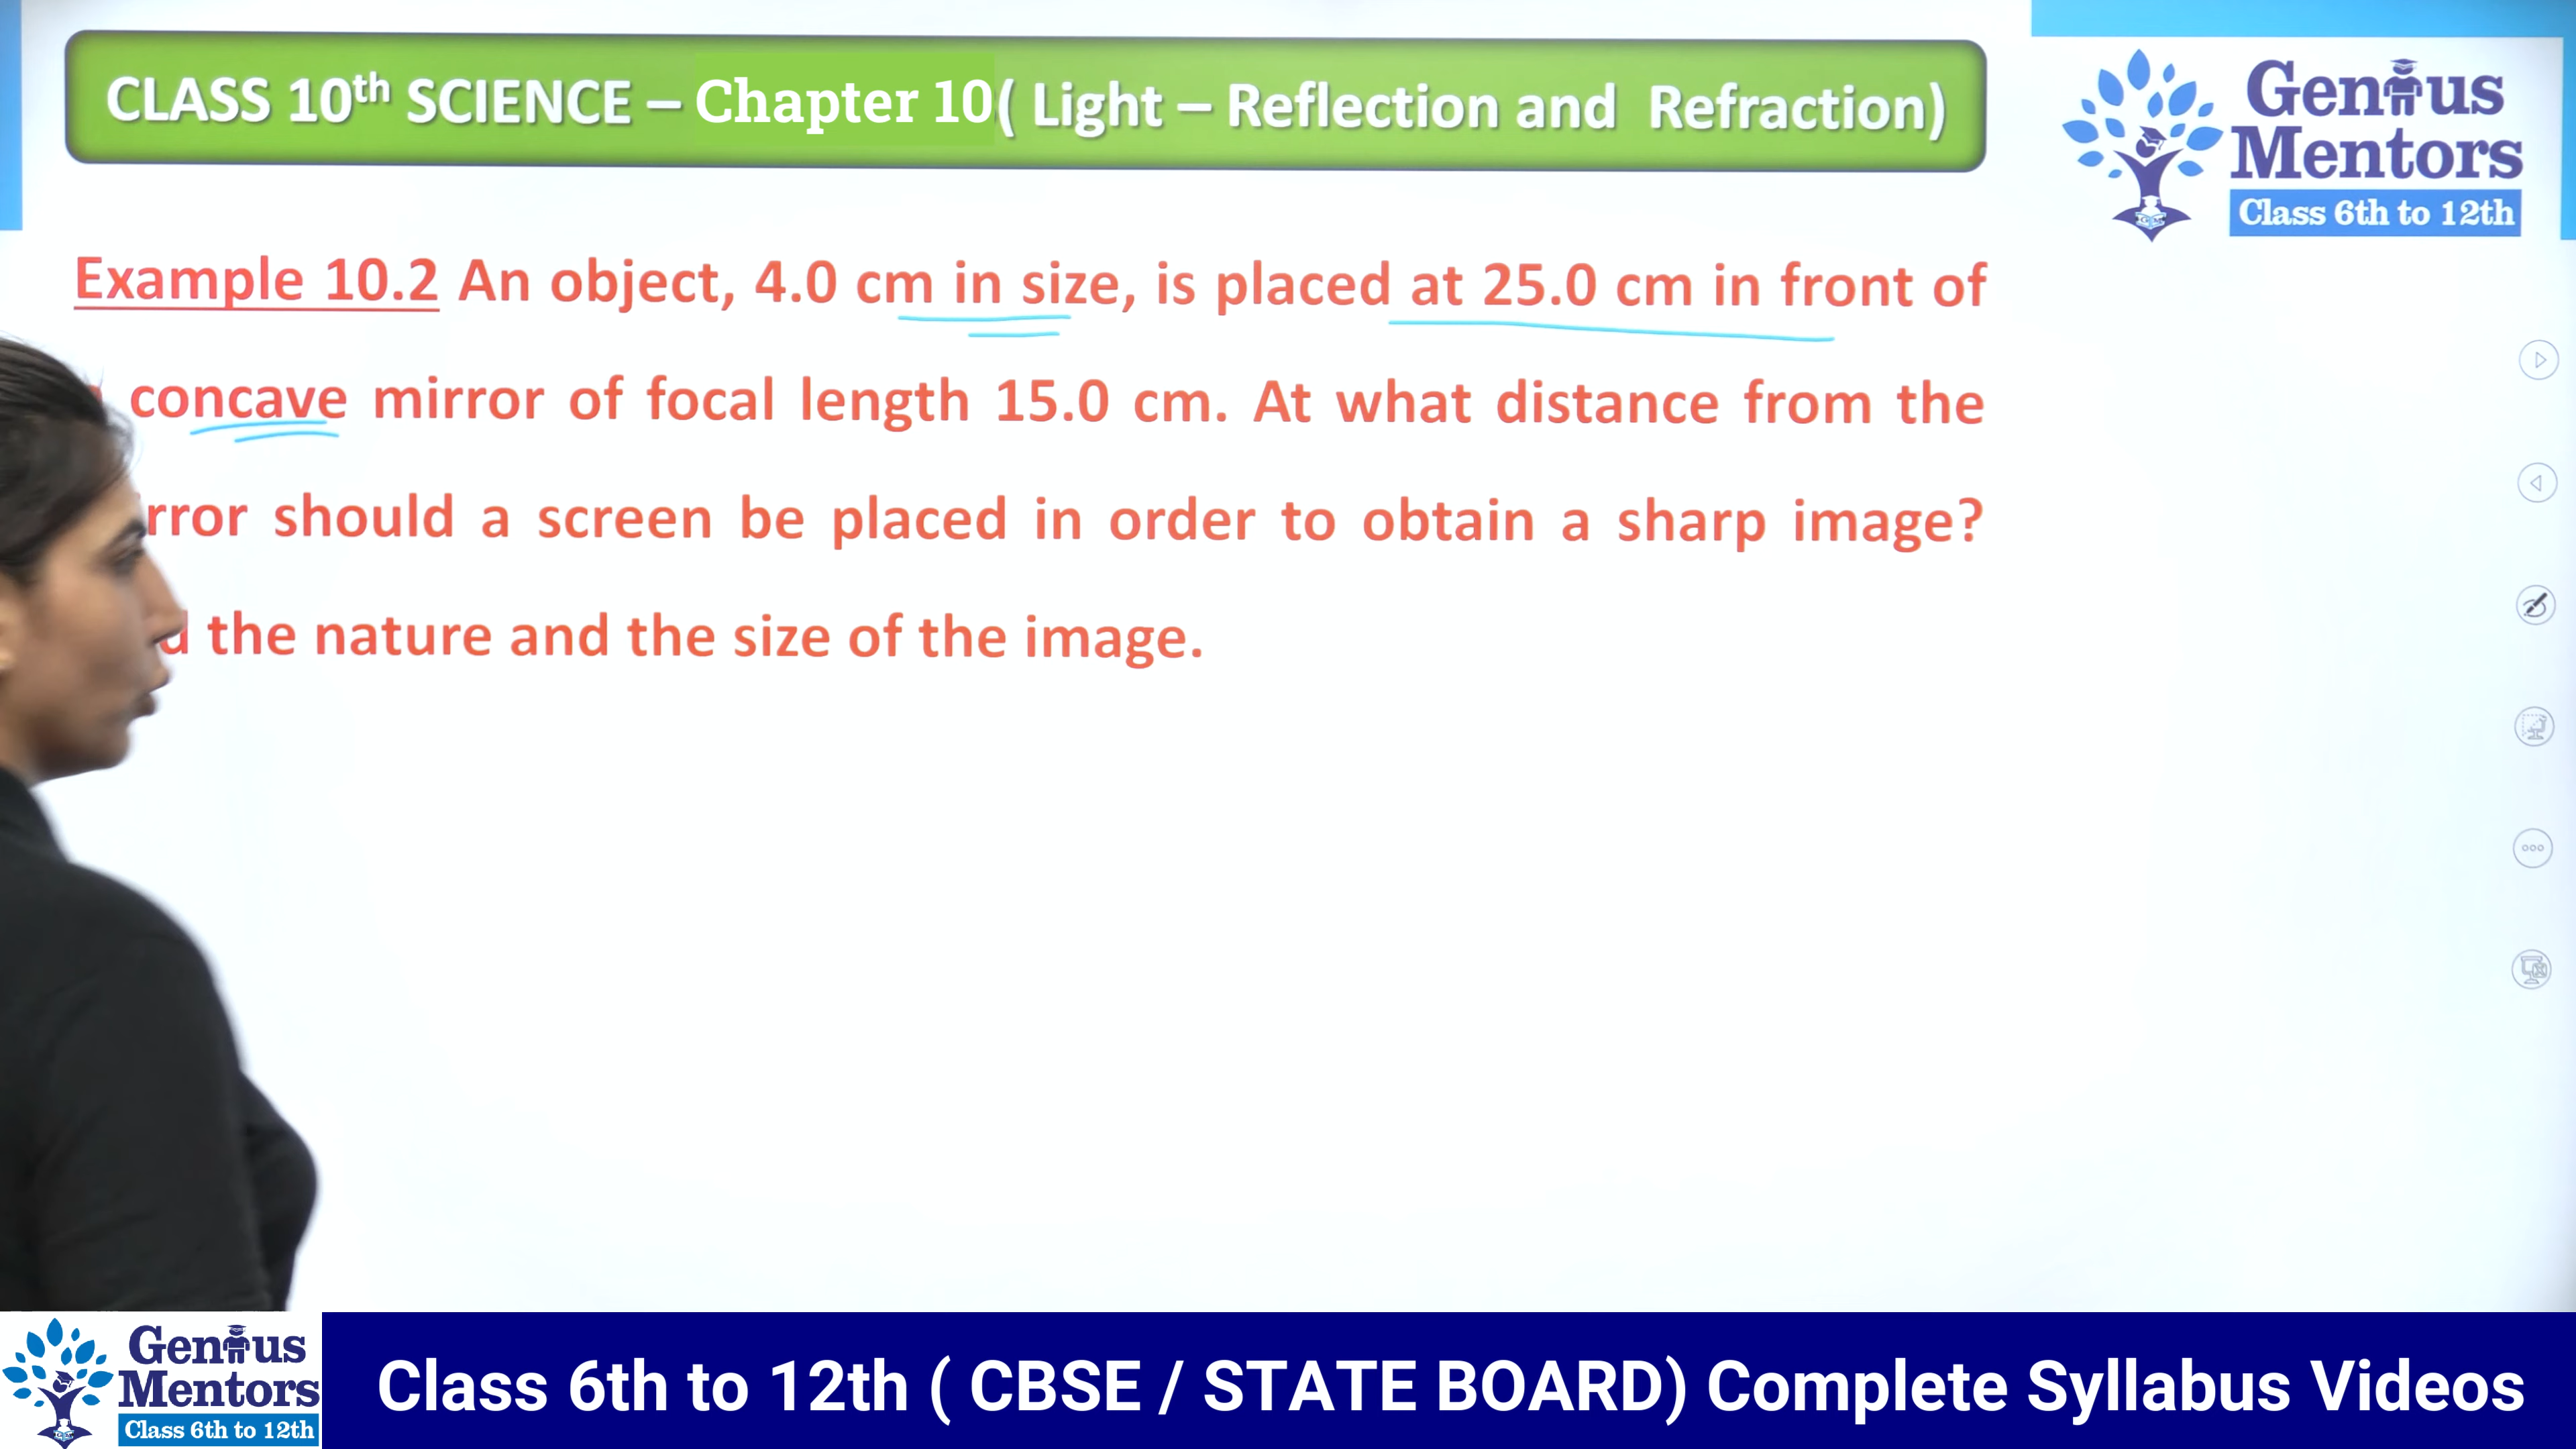 CLASS 10th SCIENCE – Chapter 10 ( Light – Reflection and Refraction)
Genius
Mentors
Class 6th to 12th
Example 10.2 An object, 4.0 cm in size, is placed at 25.0 cm in front of
concave mirror of focal length 15.0 cm. At what distance from the
rror should a screen be placed in order to obtain a sharp image?
the nature and the size of the image.
Genius
Mentors
Class 6th to 12th
Class 6th to 12th ( CBSE / STATE BOARD) Complete Syllabus Videos